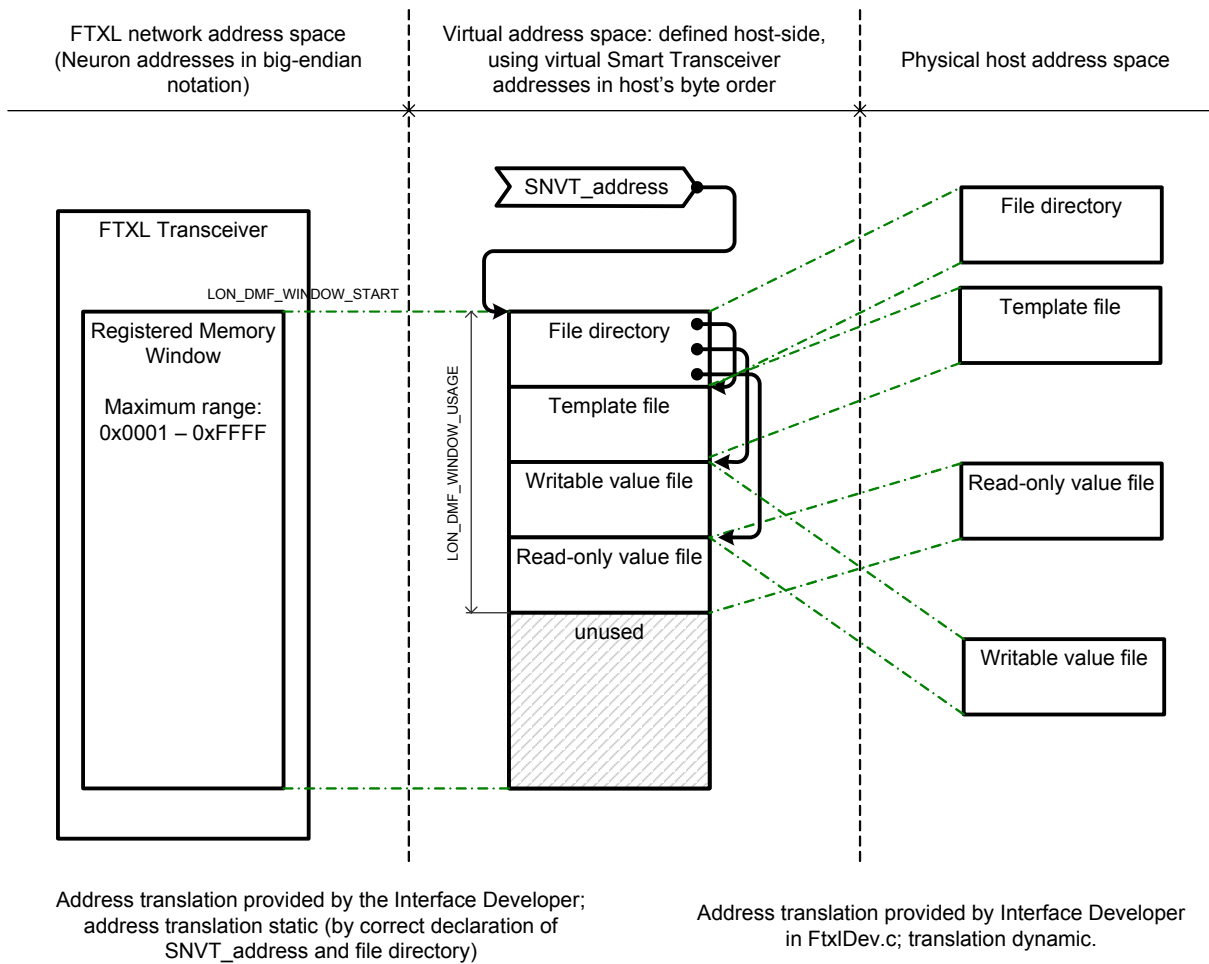 FTXL network address space
(Neuron addresses in big-endian
notation)
Virtual address space: defined host-side,
using virtual Smart Transceiver
addresses in host's byte order
Physical host address space
SNVT_address
FTXL Transceiver
LON_DMF_WINDOW_START
Registered Memory
Window
Maximum range:
0x0001 – 0xFFFF
LON_DMF_WINDOW_USAGE
File directory
Template file
Writable value file
Read-only value file
unused
File directory
Template file
Read-only value file
Writable value file
Address translation provided by the Interface Developer;
address translation static (by correct declaration of
SNVT_address and file directory)
Address translation provided by Interface Developer
in FtxlDev.c; translation dynamic.